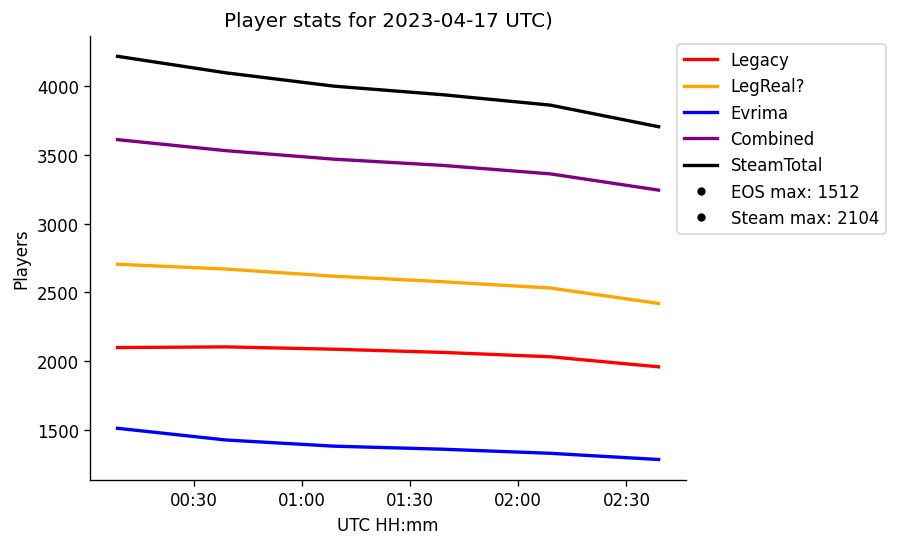 Player stats for 2023-04-17 UTC)
Legacy
LegReal?
Evrima
Combined
SteamTotal
EOS max: 1512
Steam max: 2104
Players
4000
3500
3000
2500
2000
1500
00:30 01:00 01:30 02:00 02:30
UTC HH:mm